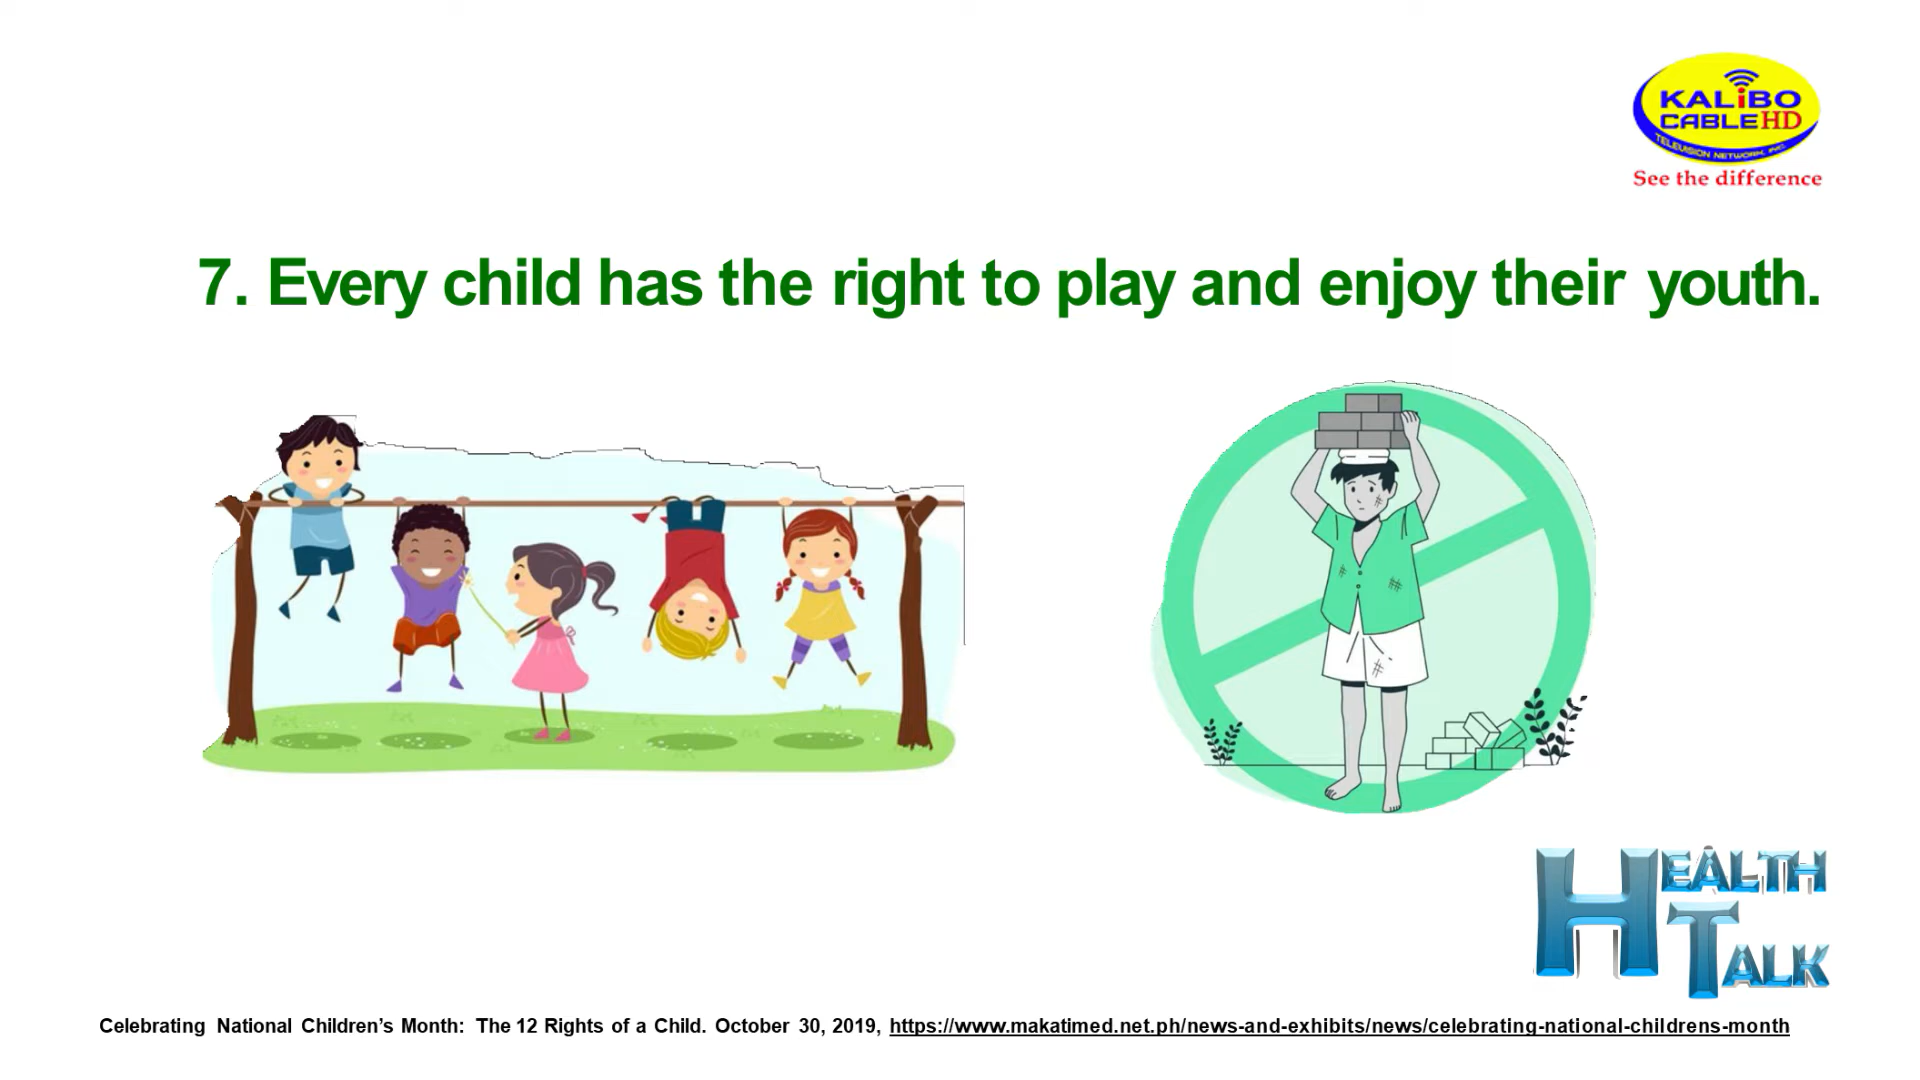 KALiBO
CABLE HD
TELEVISION NETWORK, INC.
See the difference
7. Every child has the right to play and enjoy their youth.
HEALTH
TALK
Celebrating National Children’s Month: The 12 Rights of a Child. October 30, 2019, https://www.makatimed.net.ph/news-and-exhibits/news/celebrating-national-childrens-month